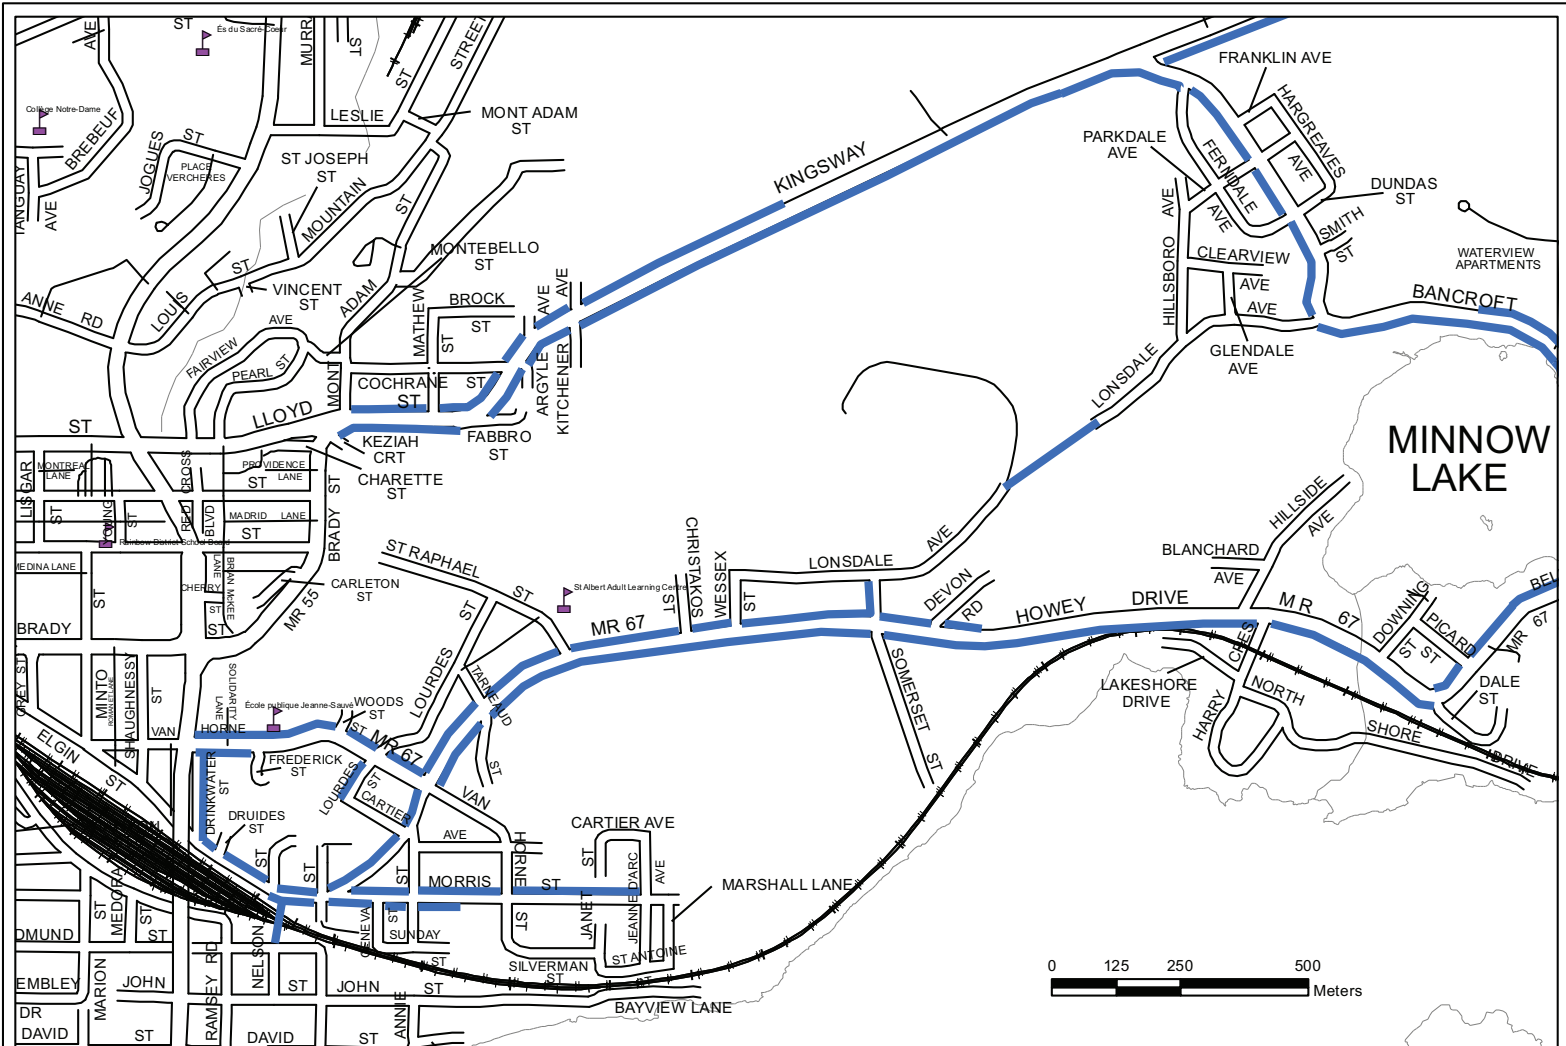 ST
AVE
MURR
ST
ST
STREET
És du Sacré-Coeur
Collège Notre-Dame
BREBEUF
JOGUES
ST
PLACE
VERCHERES
LESLIE
MONT ADAM
ST
ST JOSEPH
ST
MOUNTAIN
ST
TANGUAY
AVE
KINGSWAY
FRANKLIN AVE
HARGREAVES
AVE
PARKDALE
AVE
FERNDALE
AVE
DUNDAS
ST
SMITH
ST
WATERVIEW
APARTMENTS
HILLSBORO
AVE
CLEARVIEW
AVE
AVE
GLENDALE
AVE
BANCROFT
ANNE
RD
LOUIS
ST
VINCENT
ST
MONTEBELLO
ST
ADAM
MONT
MATHEW
ST
BROCK
ST
AVE
ARGYLE
AVE
KITCHENER
FAIRVIEW
AVE
PEARL
ST
COCHRANE
ST
ST
LLOYD
ST
FABBRO
ST
KEZIAH
CRT
CHARETTE
ST
LONSDALE
MINNOW
LAKE
LISGAR
ST
MONTREAL
LANE
YOUNG
ST
RED CROSS
BLVD
PROVIDENCE
LANE
ST
MADRID LANE
ST
Rainbow District School Board
BRADY
ST
MEDINA LANE
ST
CHERRY
ST
LANE
BRIAN McKEE
LANE
CARLETON
ST
MR 55
BRADY
ST
ST RAPHAEL
ST
St Albert Adult Learning Centre
CHRISTAKOS
ST
WESSEX
ST
LONSDALE
AVE
DEVON
RD
MR 67
HOWEY
DRIVE
HILLSIDE
AVE
BLANCHARD
AVE
MR
67
DOWNING
ST
PICARD
ST
MR
67
BEL
DALE
ST
CREE
S
LAKESHORE
DRIVE
HARRY
NORTH
SHORE
DRIVE
SOMERSET
ST
GREY ST
MINTO
SHAUGHNESSY
ST
SOLIDARITY
LANE
École publique Jeanne-Sauvé
WOODS
ST
VAN
HORNE
ST
LOURDES
ST
TARNEAUD
ST
MR 67
FREDERICK
ST
ELGIN
ST
DRINKWATER
ST
DRUIDES
ST
LOURDES
ST
CARTIER
AVE
VAN
HORNE
ST
CARTIER AVE
ST
ST
ST
MORRIS
ST
JANET
ST
JEANNE D'ARC
AVE
MARSHALL LANE
MEDORA
ST
ST
ST
DMUND
NELSON
GENEVA
ST
SUNDAY
ST
SILVERMAN
ST
ST ANTOINE
ST
BAYVIEW LANE
EMBLEY
MARION
JOHN
RAMSEY RD
ST
JOHN
ST
ANNIE
DR
DAVID
ST
DAVID
ST
0 125 250 500
Meters